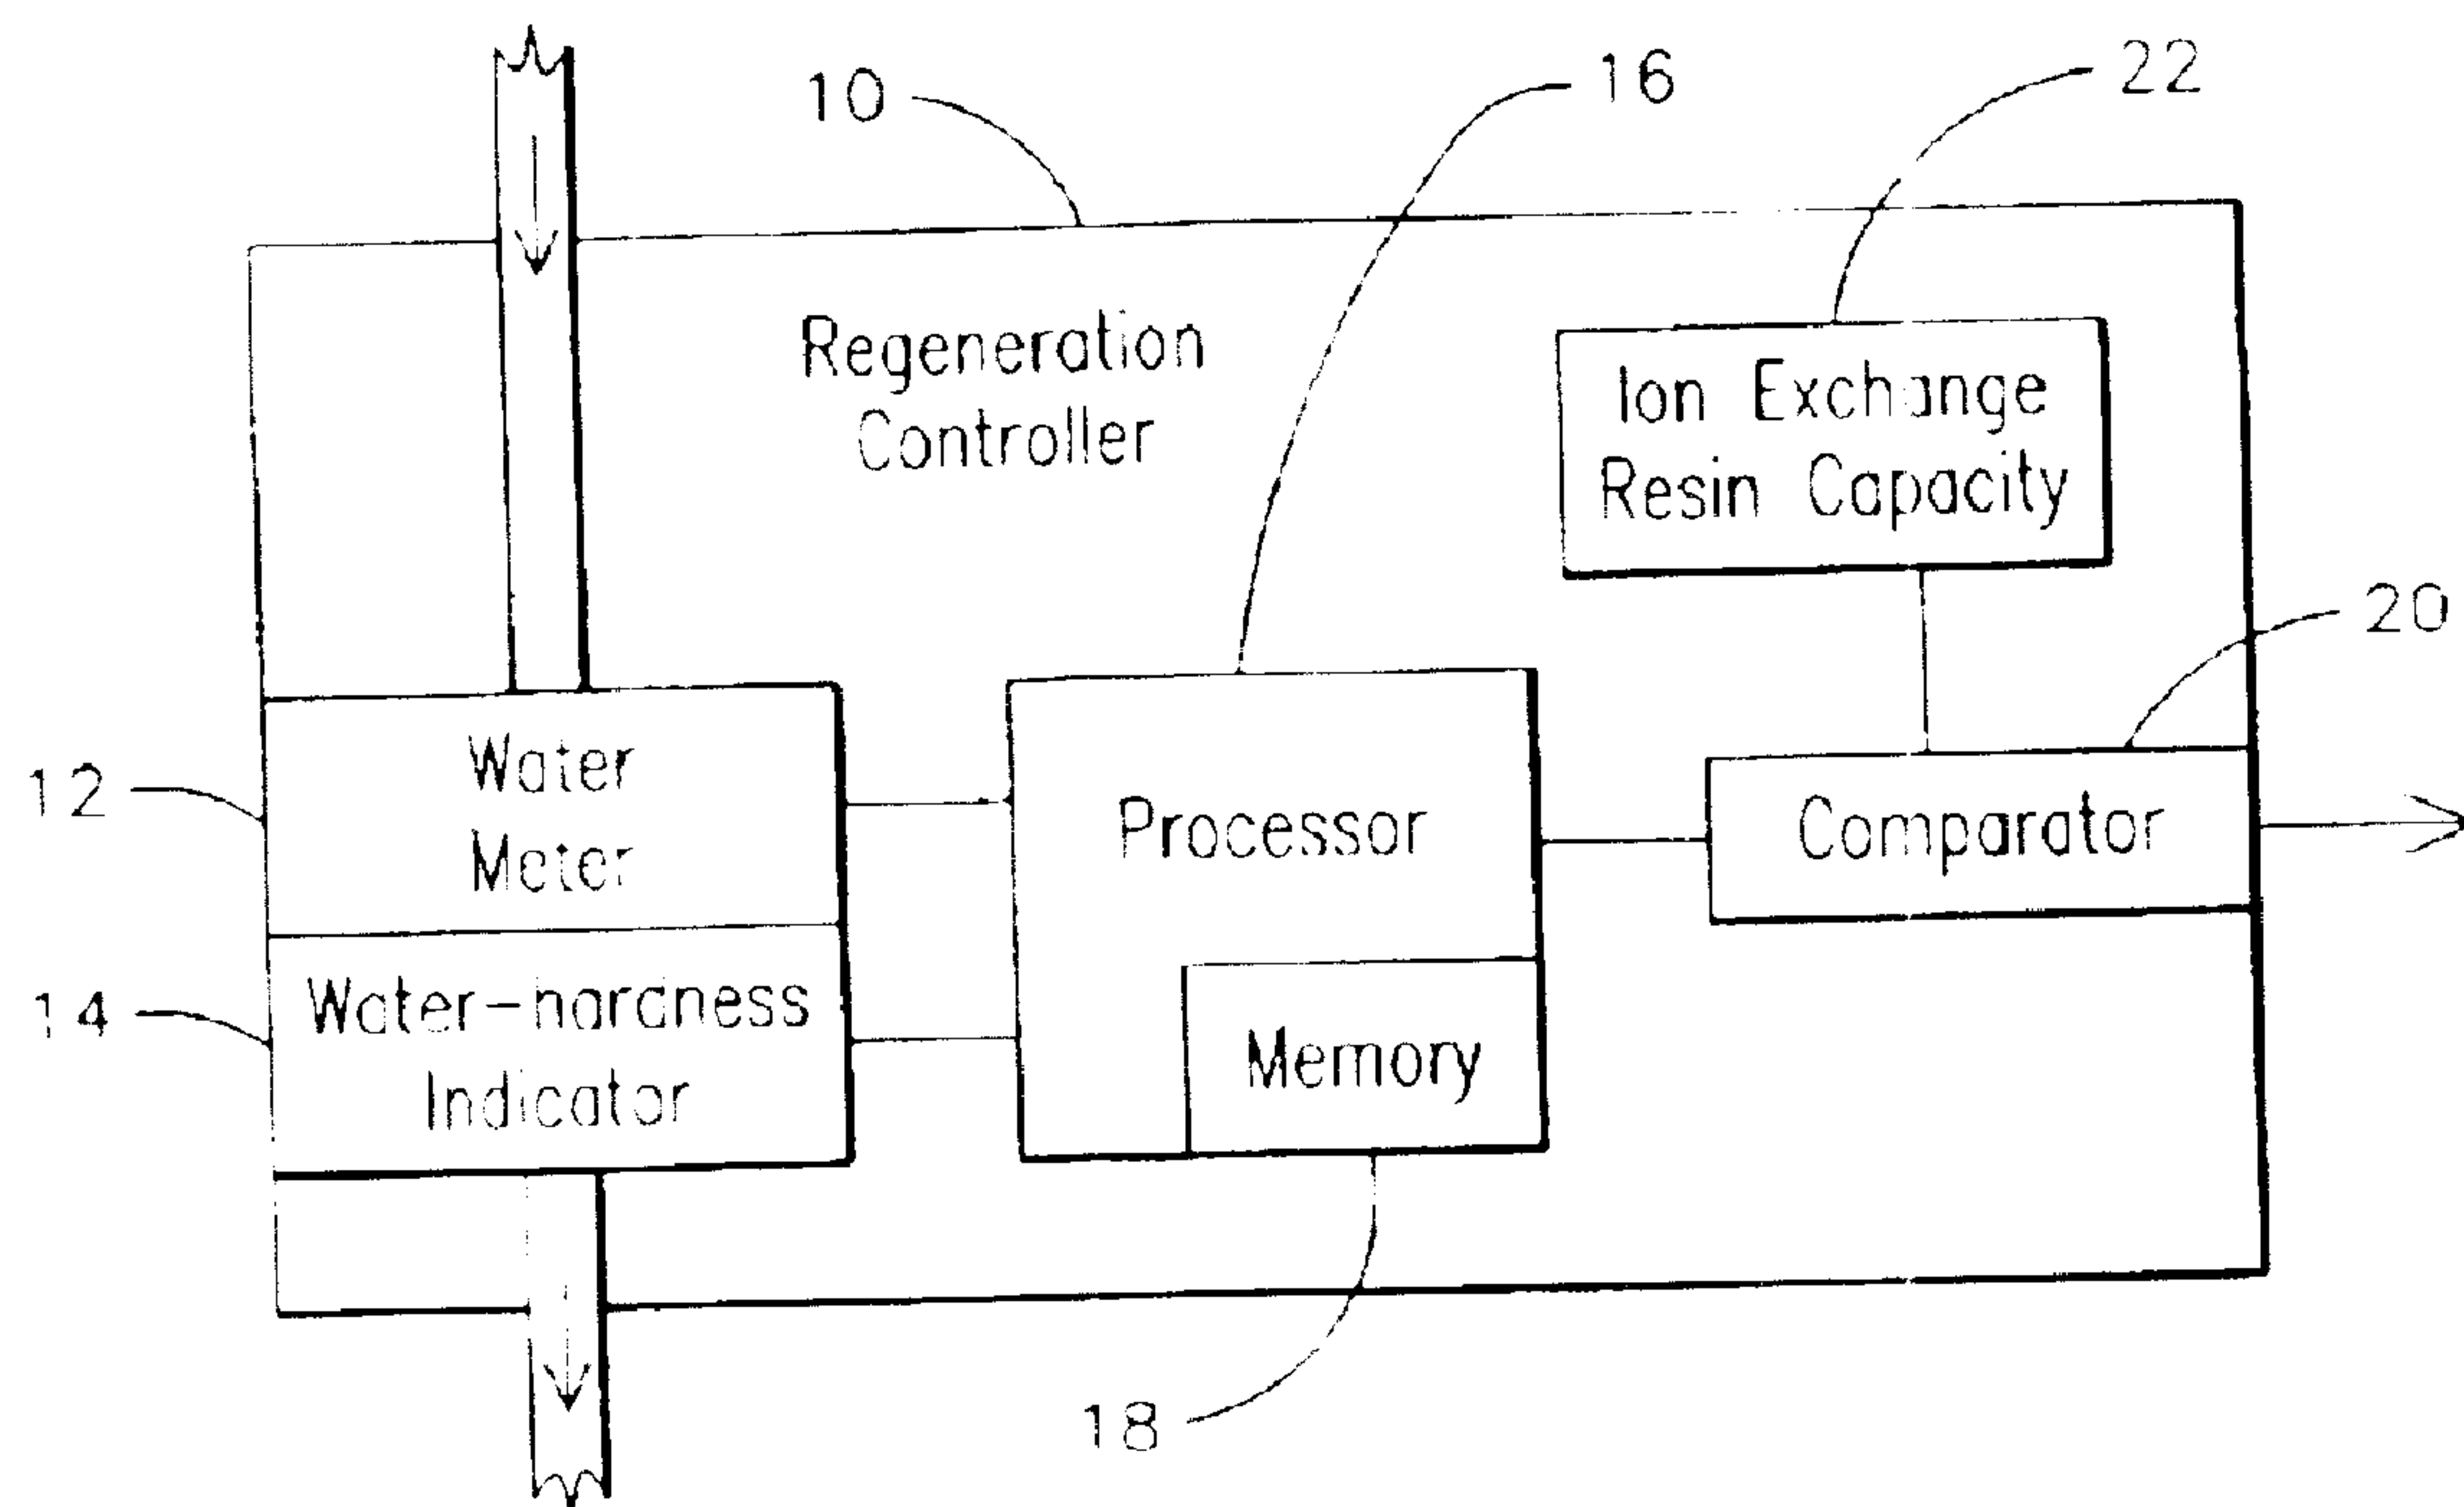 10
16
22
Regeneration
Controller
Ion Exchange
Resin Capacity
20
12
Water
Meter
Processor
Comparator
14
Water-hardness
Indicator
Memory
18